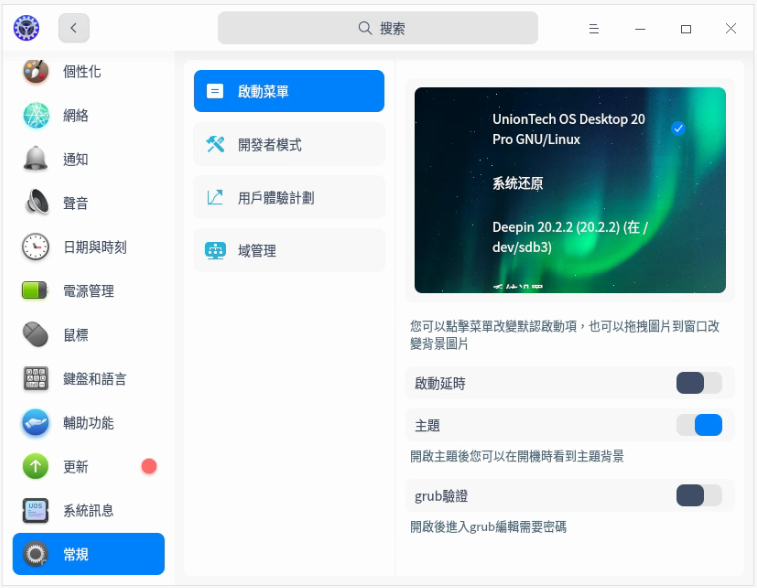 搜索
個性化
網絡
通知
聲音
日期與時刻
電源管理
鼠標
鍵盤和語言
輔助功能
更新
UOS
系統訊息
常規
啟動菜單
開發者模式
用戶體驗計劃
域管理
UnionTech OS Desktop 20
Pro GNU/Linux
系统还原
Deepin 20.2.2 (20.2.2) (在 /
dev/sdb3)
您可以點擊菜單改變默認啟動項，也可以拖拽圖片到窗口改
變背景圖片
啟動延時
主題
開啟主題後您可以在開機時看到主題背景
grub驗證
開啟後進入grub編輯需要密碼